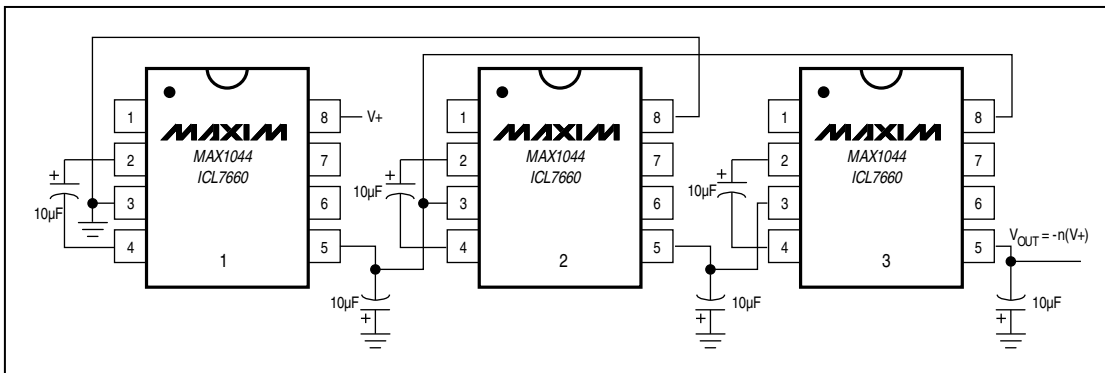 1
2
3
4
8
7
6
5
V+
MAXIM
MAX1044
ICL7660
1
+
10µF
10µF
+
1
2
3
4
8
7
6
5
MAXIM
MAX1044
ICL7660
2
+
10µF
10µF
+
1
2
3
4
8
7
6
5
MAXIM
MAX1044
ICL7660
3
+
10µF
VOUT = -n(V+)
10µF
+